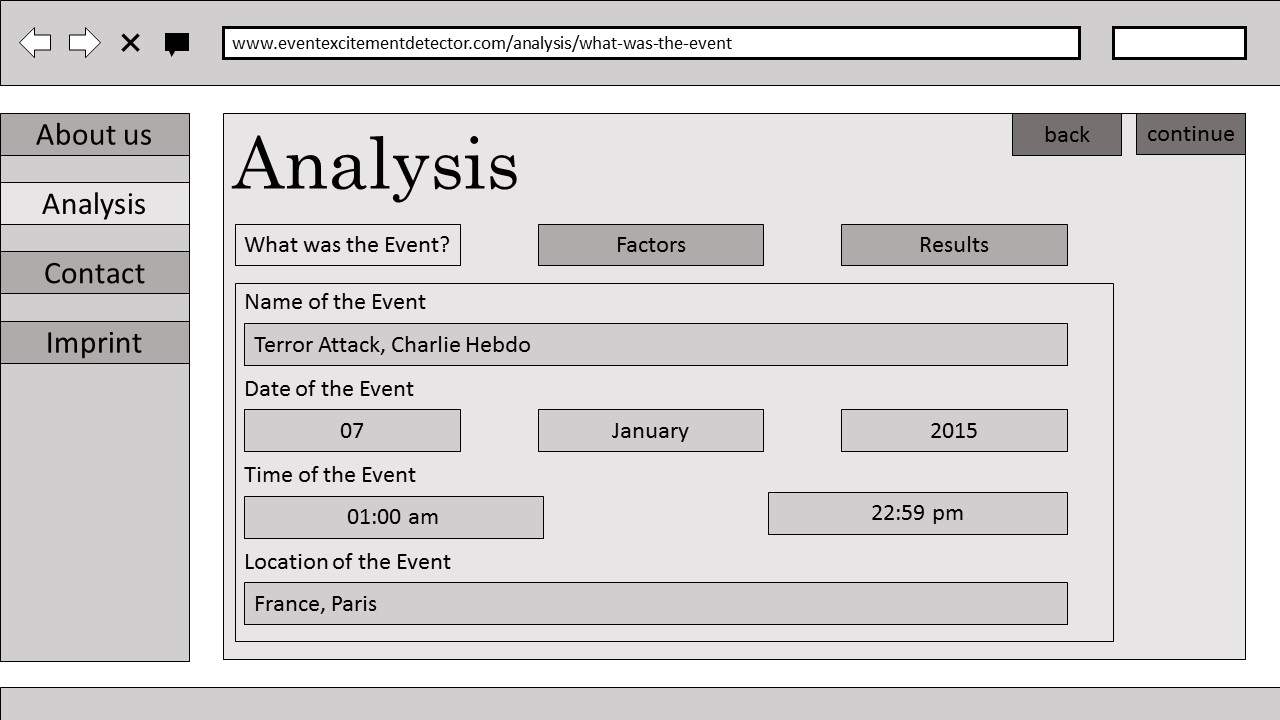 www.eventexcitementdetector.com/analysis/what-was-the-event
About us
Analysis
Contact
Imprint
Analysis
back
continue
What was the Event?
Factors
Results
Name of the Event
Terror Attack, Charlie Hebdo
Date of the Event
07
January
2015
Time of the Event
01:00 am
22:59 pm
Location of the Event
France, Paris